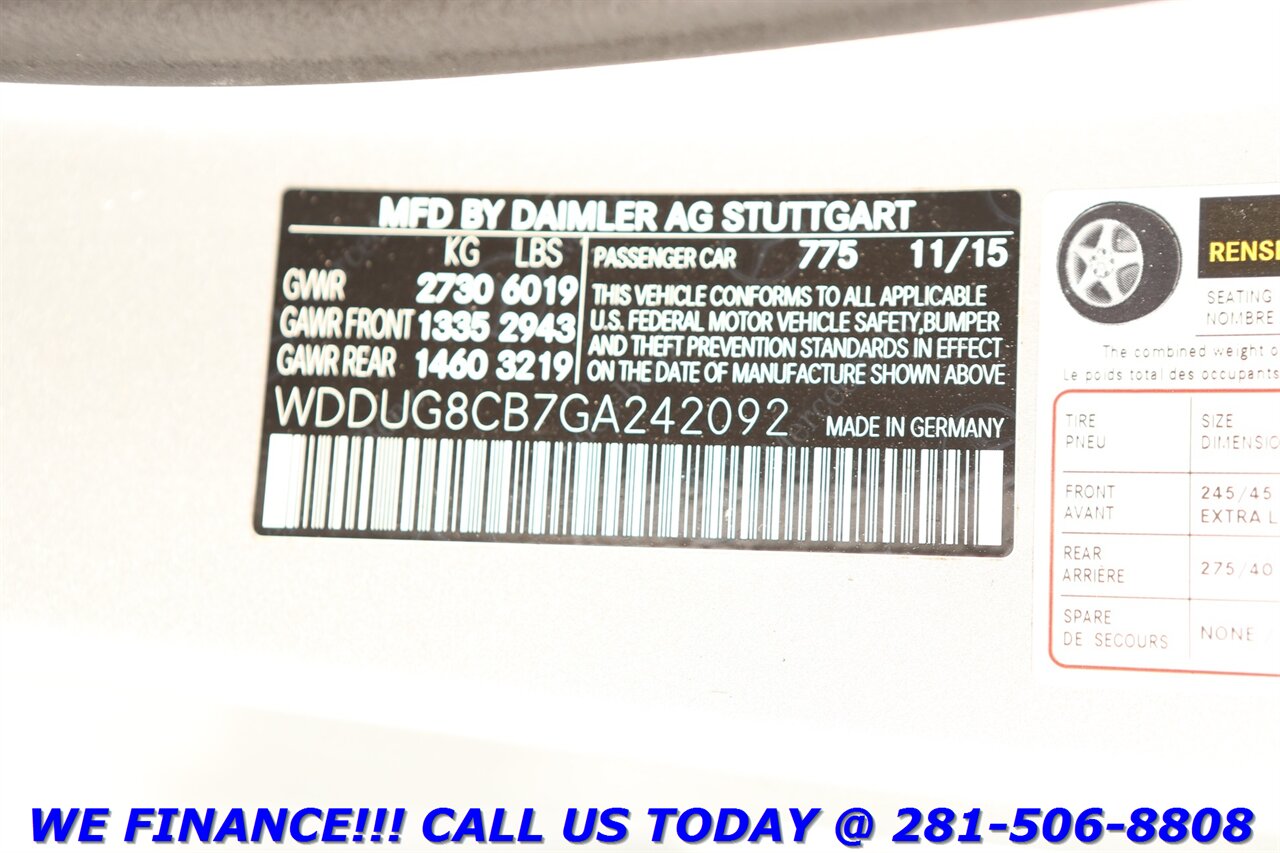 MFD BY DAIMLER AG STUTTGART
KG LBS
GVWR 2730 6019
GAWR FRONT 1335 2943
GAWR REAR 1460 3219
PASSENGER CAR 775 11/15
THIS VEHICLE CONFORMS TO ALL APPLICABLE
U.S. FEDERAL MOTOR VEHICLE SAFETY,BUMPER
AND THEFT PREVENTION STANDARDS IN EFFECT
ON THE DATE OF MANUFACTURE SHOWN ABOVE
WDDUG8CB7GA242092 MADE IN GERMANY
SEATING
NOMBRE
The combined weight
Le poids total des occupants
TIRE SIZE
PNEU
FRONT 245/45
AVANT EXTRA
REAR
ARRIÈRE 275/40
SPARE
DE SECOURS NONE
WE FINANCE!!! CALL US TODAY @ 281-506-8808